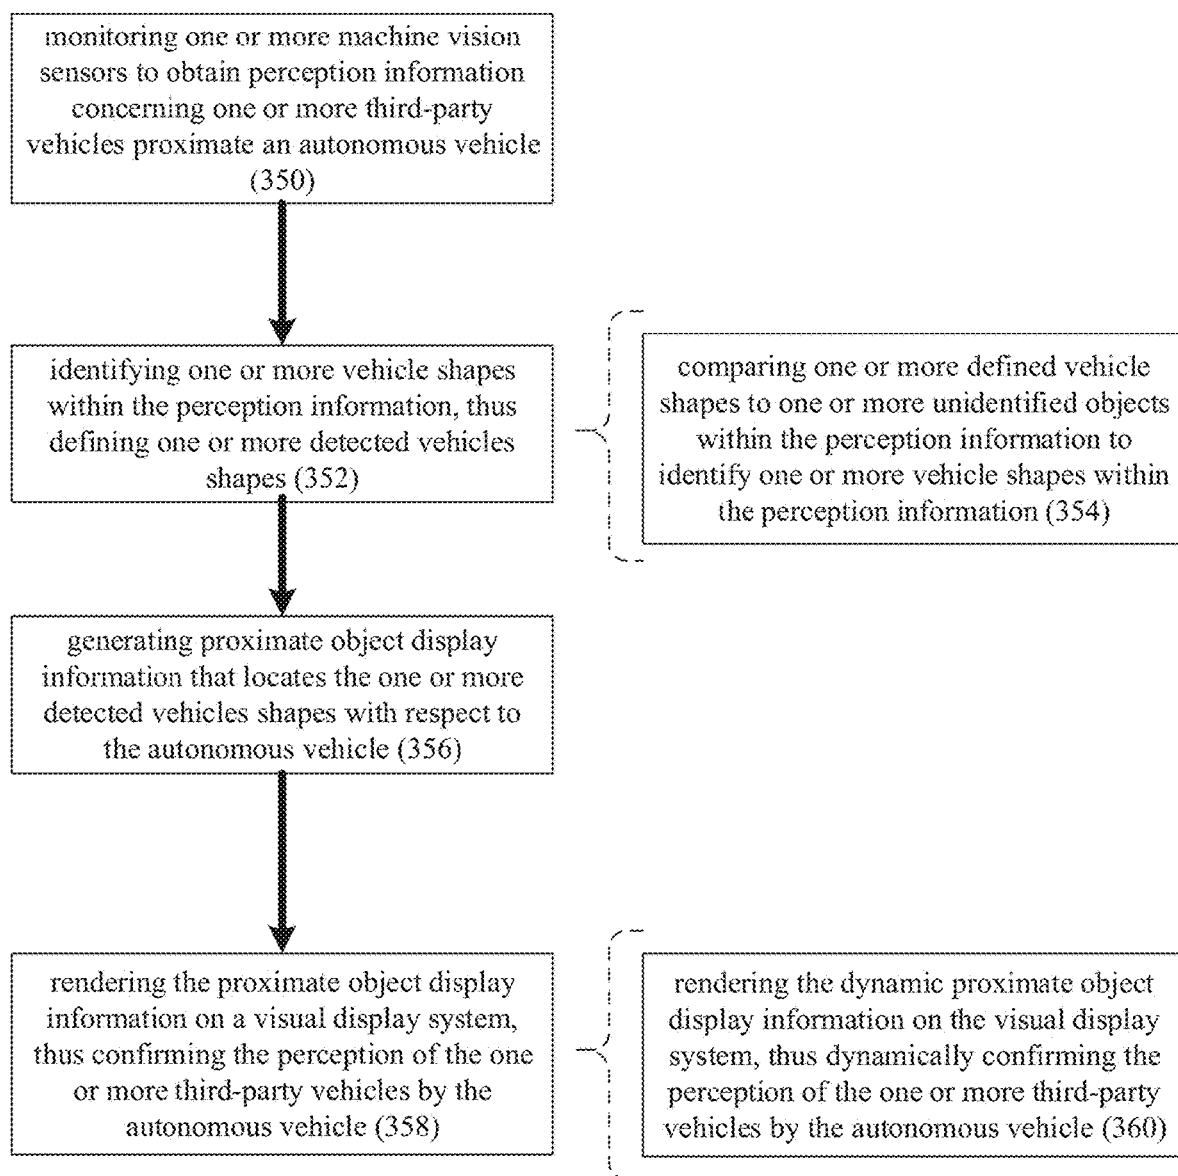 monitoring one or more machine vision
sensors to obtain perception information
concerning one or more third-party
vehicles proximate an autonomous vehicle
(350)
identifying one or more vehicle shapes
within the perception information, thus
defining one or more detected vehicles
shapes (352)
comparing one or more defined vehicle
shapes to one or more unidentified objects
within the perception information to
identify one or more vehicle shapes within
the perception information (354)
generating proximate object display
information that locates the one or more
detected vehicles shapes with respect to
the autonomous vehicle (356)
rendering the proximate object display
information on a visual display system,
thus confirming the perception of the one
or more third-party vehicles by the
autonomous vehicle (358)
rendering the dynamic proximate object
display information on the visual display
system, thus dynamically confirming the
perception of the one or more third-party
vehicles by the autonomous vehicle (360)